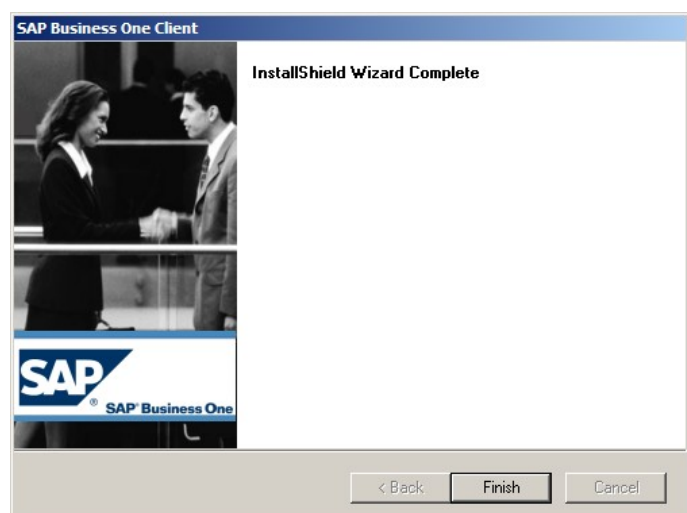 SAP Business One Client
InstallShield Wizard Complete
SAP
®
SAP® Business One
< Back
Finish
Cancel